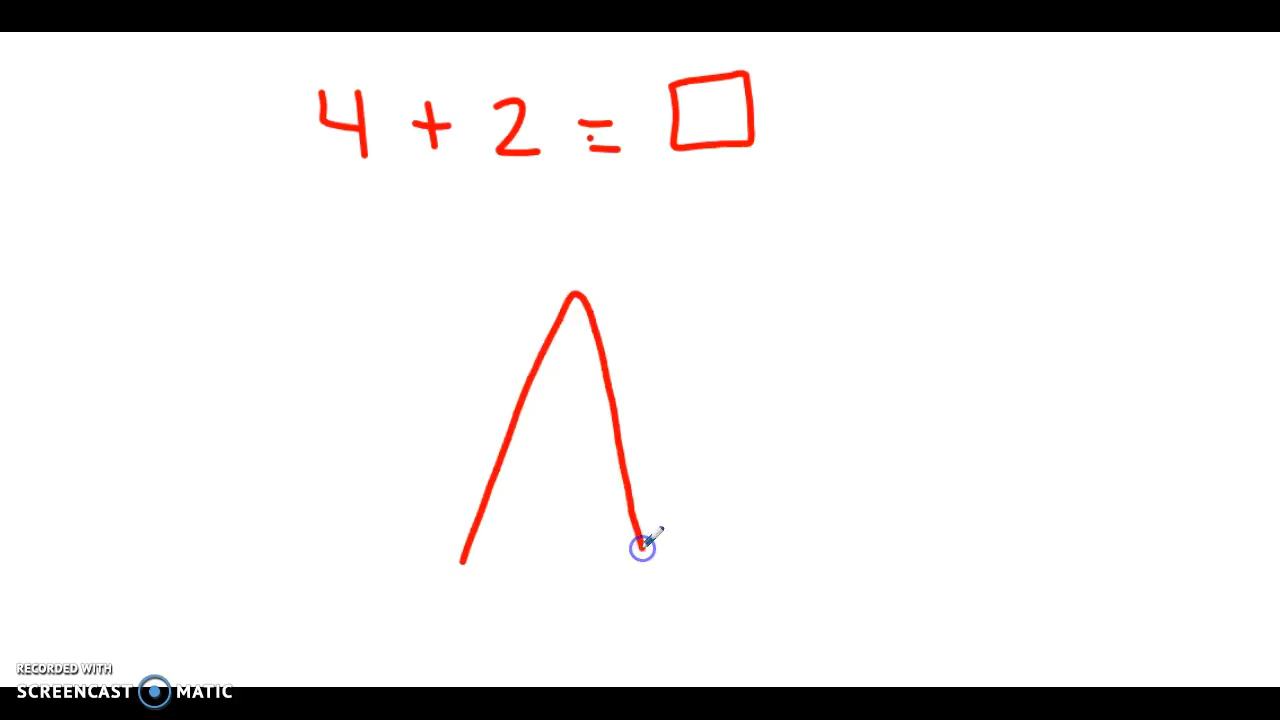 4 + 2 = □
RECORDED WITH
SCREENCAST MATIC